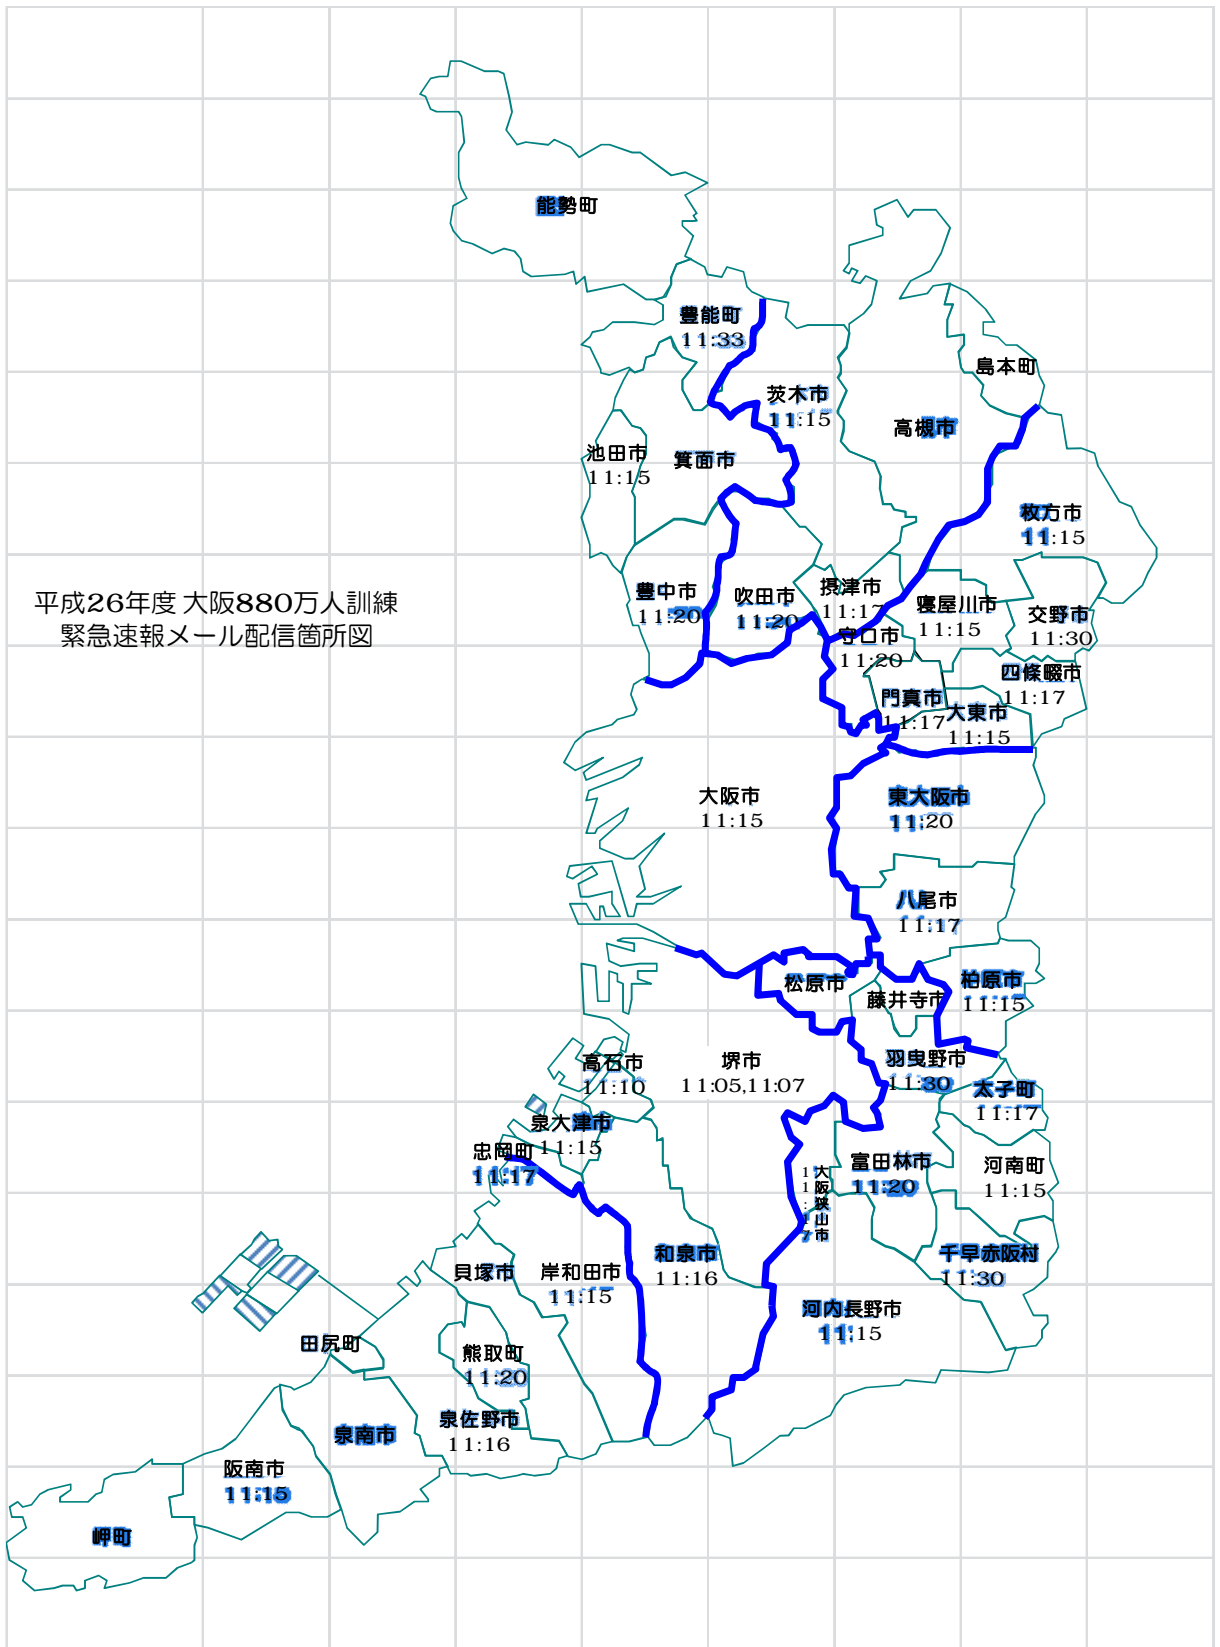 能勢町
豊能町
11:33
島本町
茨木市
11:15
高槻市
池田市
11:15
箕面市
枚方市
11:15
平成26年度 大阪880万人訓練
緊急速報メール配信箇所図
豊中市
11:20
吹田市
11:20
摂津市
11:17
寝屋川市
11:15
交野市
11:30
守口市
11:20
四條畷市
11:17
門真市
11:17
大東市
11:15
大阪市
11:15
東大阪市
11:20
八尾市
11:17
松原市
藤井寺市
柏原市
11:15
高石市
11:10
堺市
11:05,11:07
羽曳野市
11:30
太子町
11:17
泉大津市
11:15
忠岡町
11:17
大阪狭山市
11:17
富田林市
11:20
河南町
11:15
和泉市
11:16
千早赤阪村
11:30
貝塚市
岸和田市
11:15
河内長野市
11:15
田尻町
熊取町
11:20
泉佐野市
11:16
泉南市
阪南市
11:15
岬町